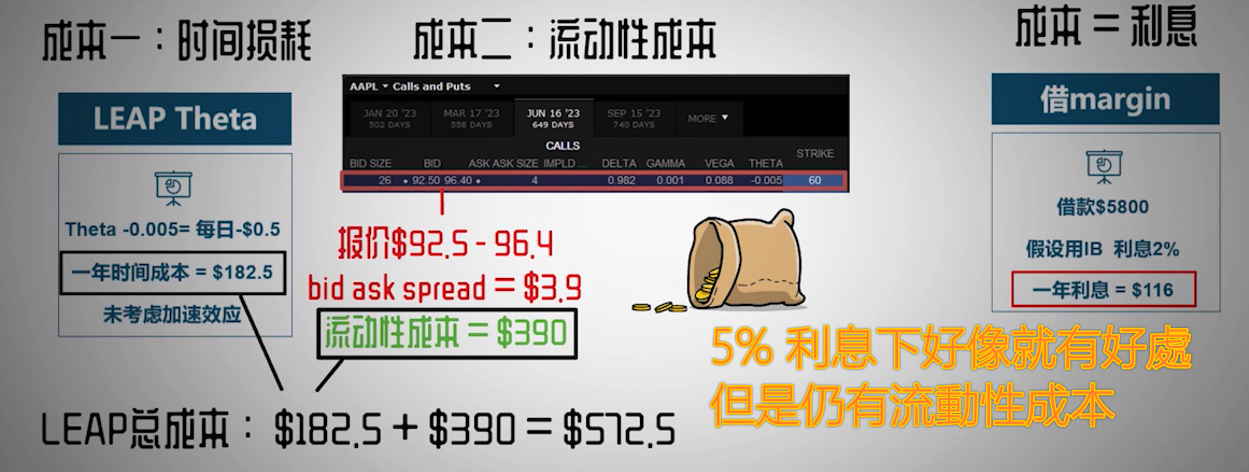 成本一：时间损耗
LEAP Theta
Theta -0.005= 每日-$0.5
一年时间成本 = $182.5
未考虑加速效应
成本二：流动性成本
AAPL Calls and Puts
JAN 20 '23 MAR 17 '23 JUN 16 '23 SEP 15 '23 MORE
502 DAYS 558 DAYS 649 DAYS 740 DAYS
CALLS
BID SIZE BID ASK ASK SIZE IMPLD ... DELTA GAMMA VEGA THETA STRIKE
26 92.50 96.40 4 0.982 0.001 0.088 -0.005 60
报价$92.5 - 96.4
bid ask spread = $3.9
流动性成本 = $390
成本 = 利息
借margin
借款$5800
假设用IB 利息2%
一年利息 = $116
5% 利息下好像就有好處
但是仍有流動性成本
LEAP总成本：$182.5 + $390 = $572.5